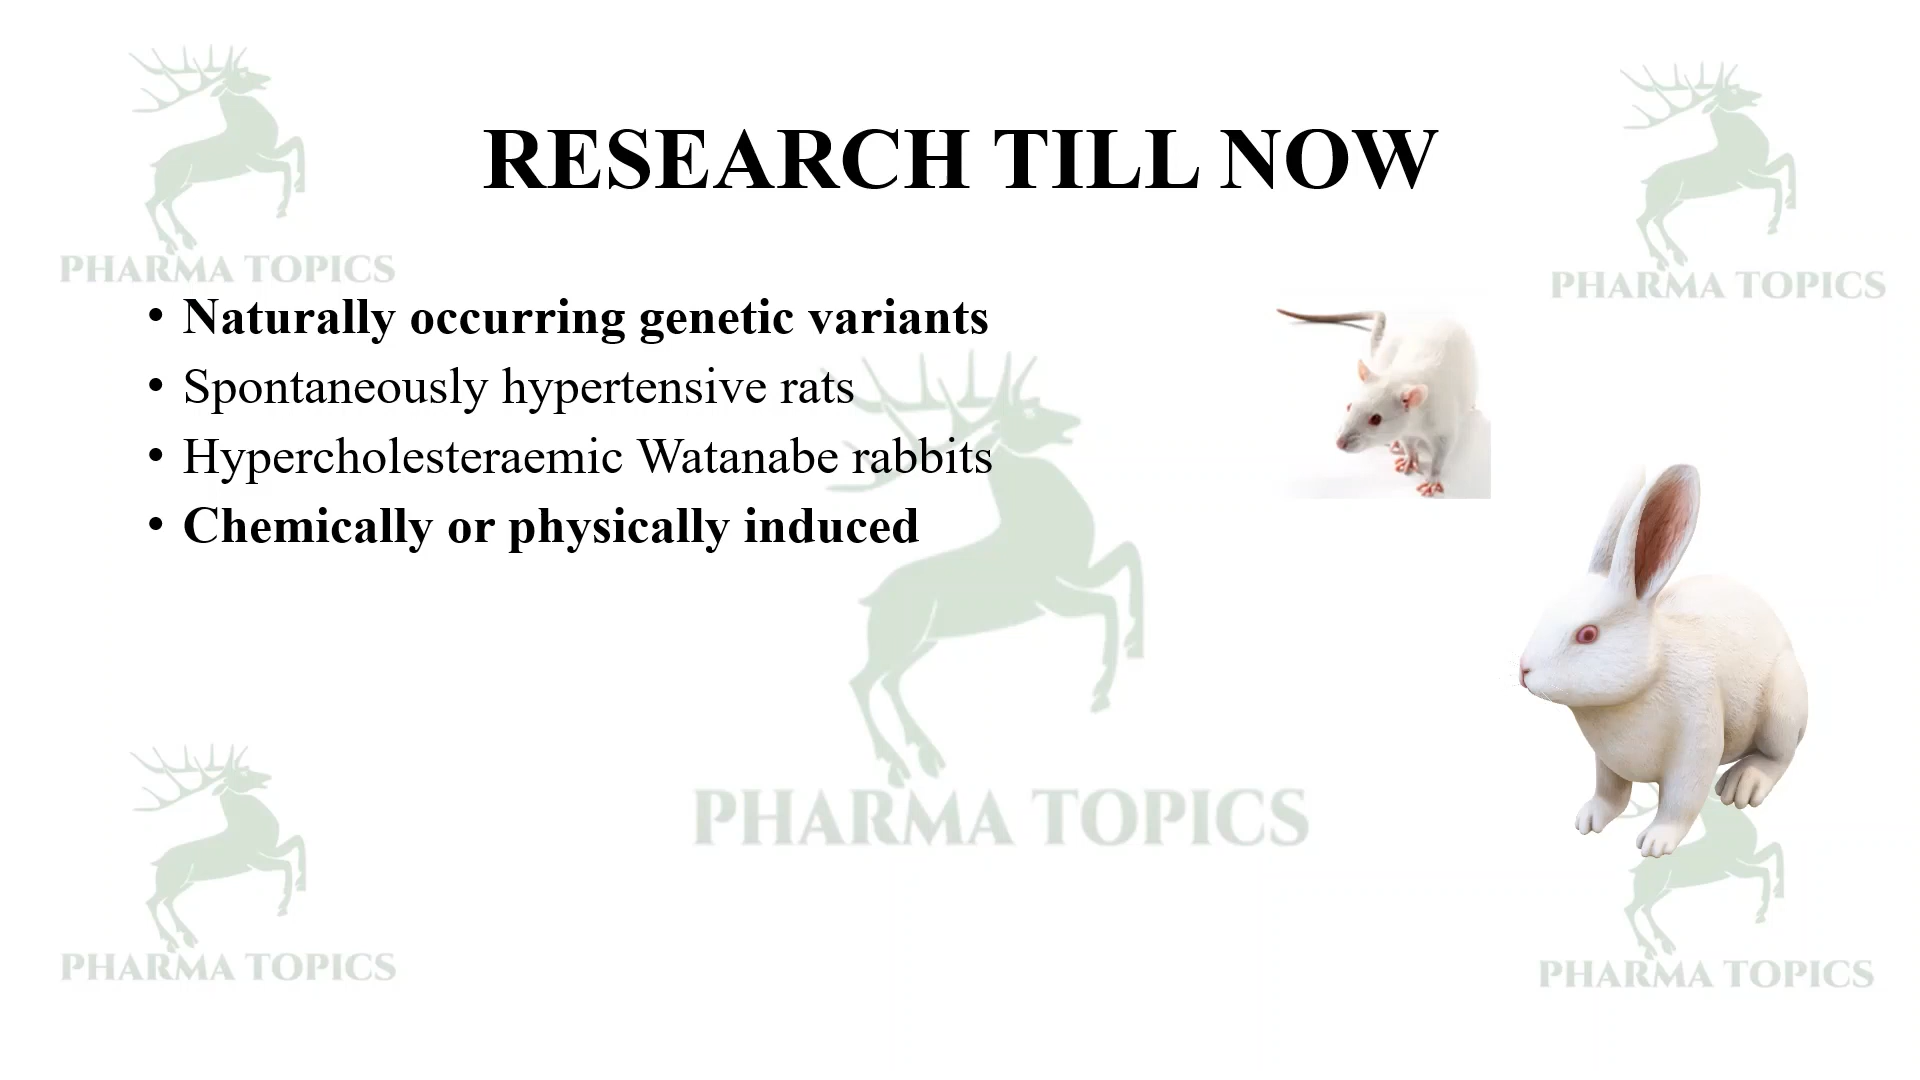 RESEARCH TILL NOW
PHARMA TOPICS
PHARMA TOPICS
• Naturally occurring genetic variants
• Spontaneously hypertensive rats
• Hypercholesteraemic Watanabe rabbits
• Chemically or physically induced
PHARMA TOPICS
PHARMA TOPICS
PHARMA TOPICS